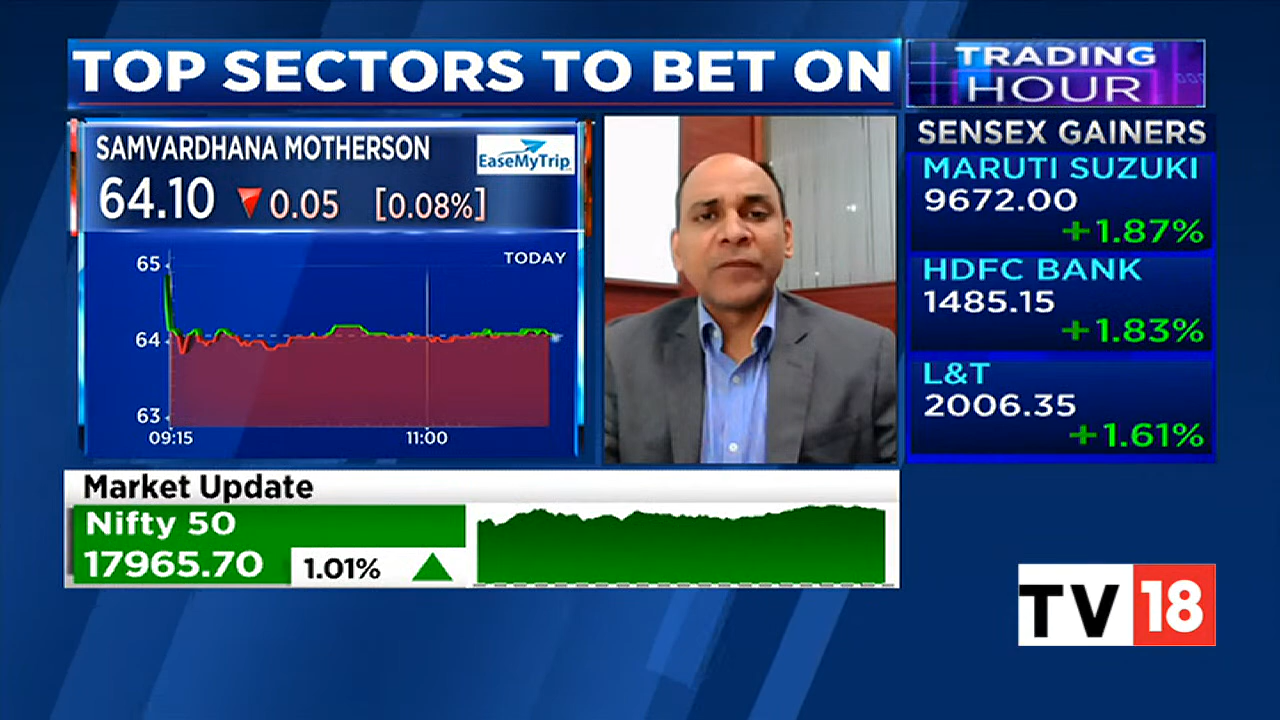 TOP SECTORS TO BET ON
TRADING
HOUR
SAMVARDHANA MOTHERSON
EaseMyTrip
64.10 ▼ 0.05 [0.08%]
TODAY
65
64
63
09:15 11:00
SENSEX GAINERS
MARUTI SUZUKI
9672.00
+1.87%
HDFC BANK
1485.15
+1.83%
L&T
2006.35
+1.61%
Market Update
Nifty 50
17965.70 1.01% ▲
TV18